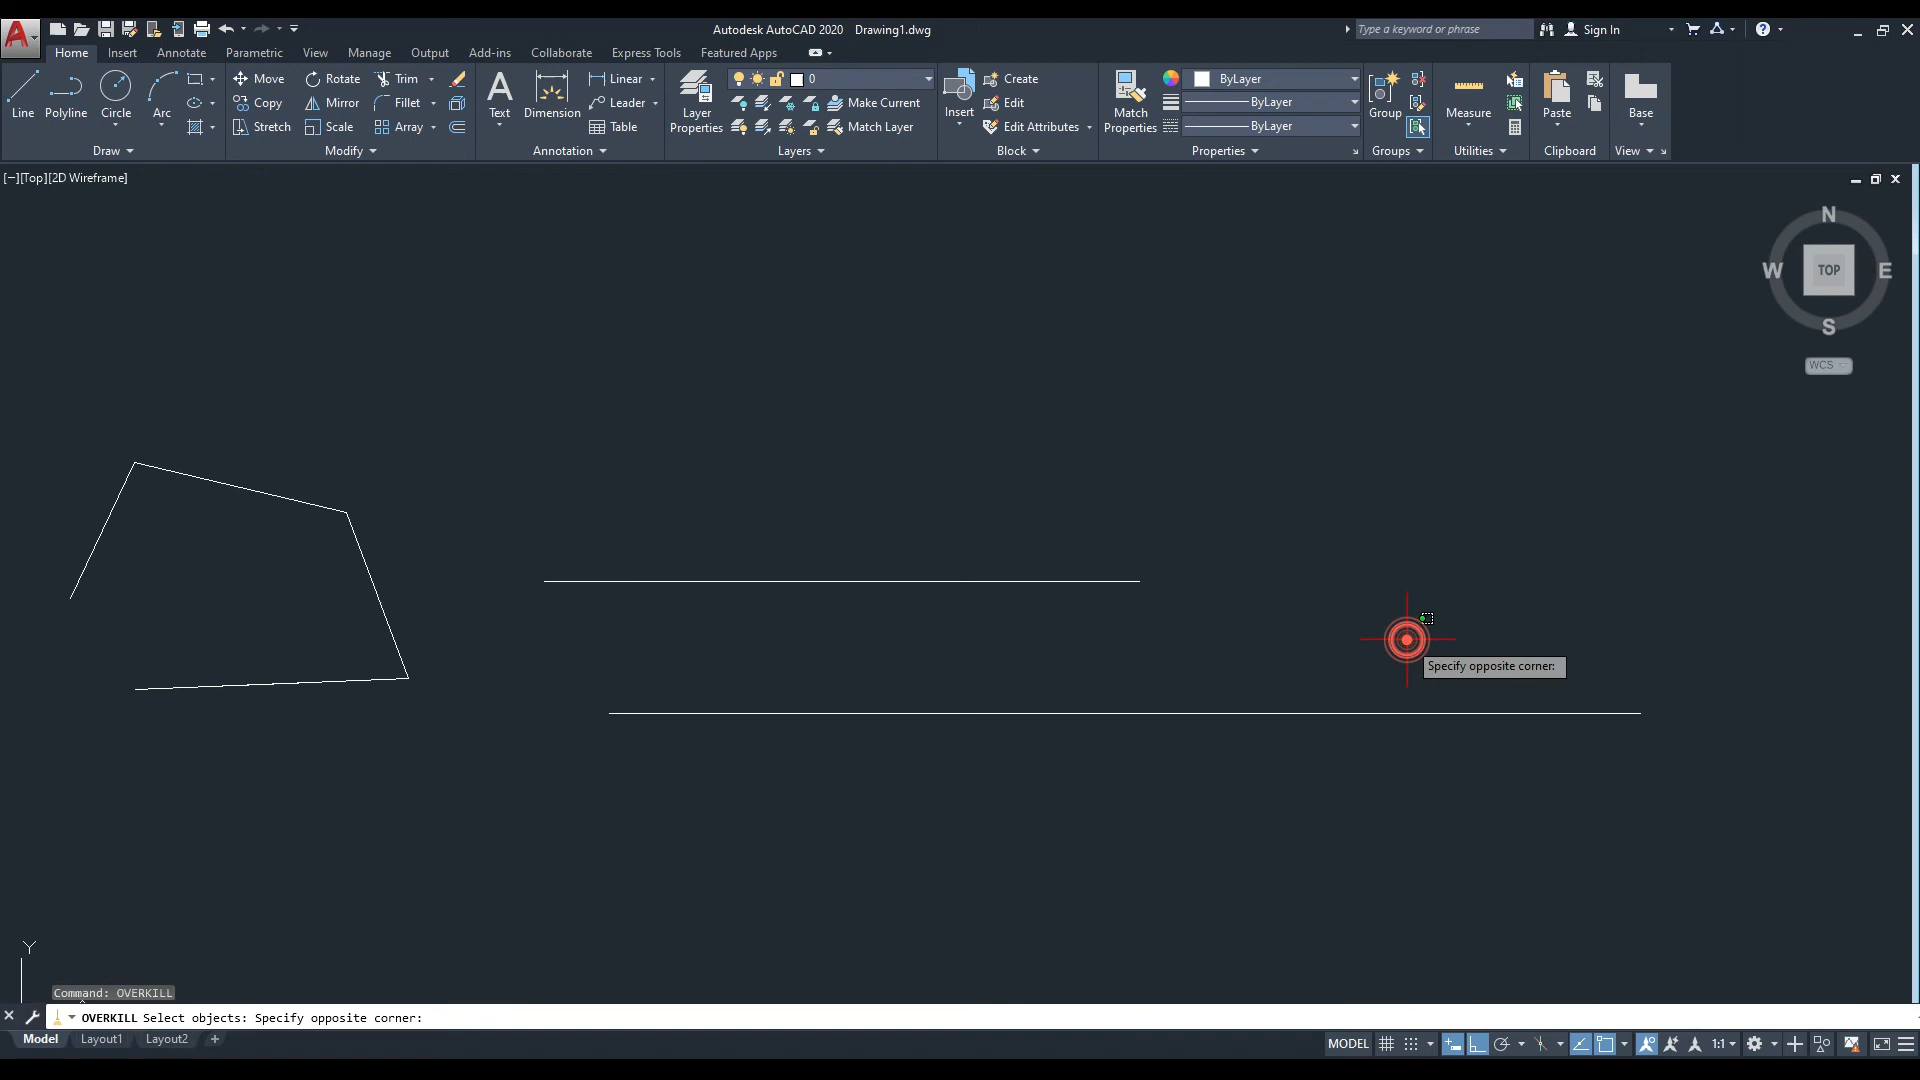 Autodesk AutoCAD 2020 Drawing1.dwg
Type a keyword or phrase
Sign In
Home Insert Annotate Parametric View Manage Output Add-ins Collaborate Express Tools Featured Apps
Line Polyline Circle Arc
Move Rotate Trim
Copy Mirror Fillet
Stretch Scale Array
Text Dimension
Linear
Leader
Table
Layer Properties
0
Make Current
Match Layer
Insert
Create
Edit
Edit Attributes
Match Properties
ByLayer
ByLayer
ByLayer
Group
Measure
Paste
Base
Draw Modify Annotation Layers Block Properties Groups Utilities Clipboard View
[−][Top][2D Wireframe]
N
W TOP E
S
WCS
Specify opposite corner:
Y
Command: OVERKILL
OVERKILL Select objects: Specify opposite corner:
Model Layout1 Layout2 +
MODEL 1:1